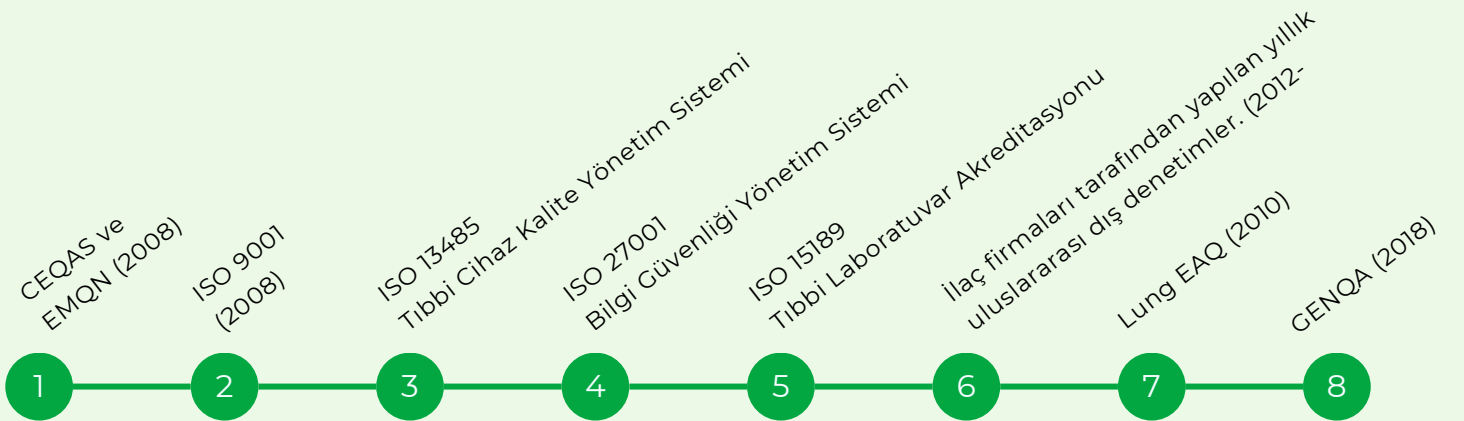 CEQAS ve
EMQN (2008)
ISO 9001
(2008)
ISO 13485
Tıbbi Cihaz Kalite Yönetim Sistemi
ISO 27001
Bilgi Güvenliği Yönetim Sistemi
ISO 15189
Tıbbi Laboratuvar Akreditasyonu
İlaç firmaları tarafından yapılan yıllık
uluslararası dış denetimler. (2012-
Lung EAQ (2010)
GENQA (2018)
1
2
3
4
5
6
7
8